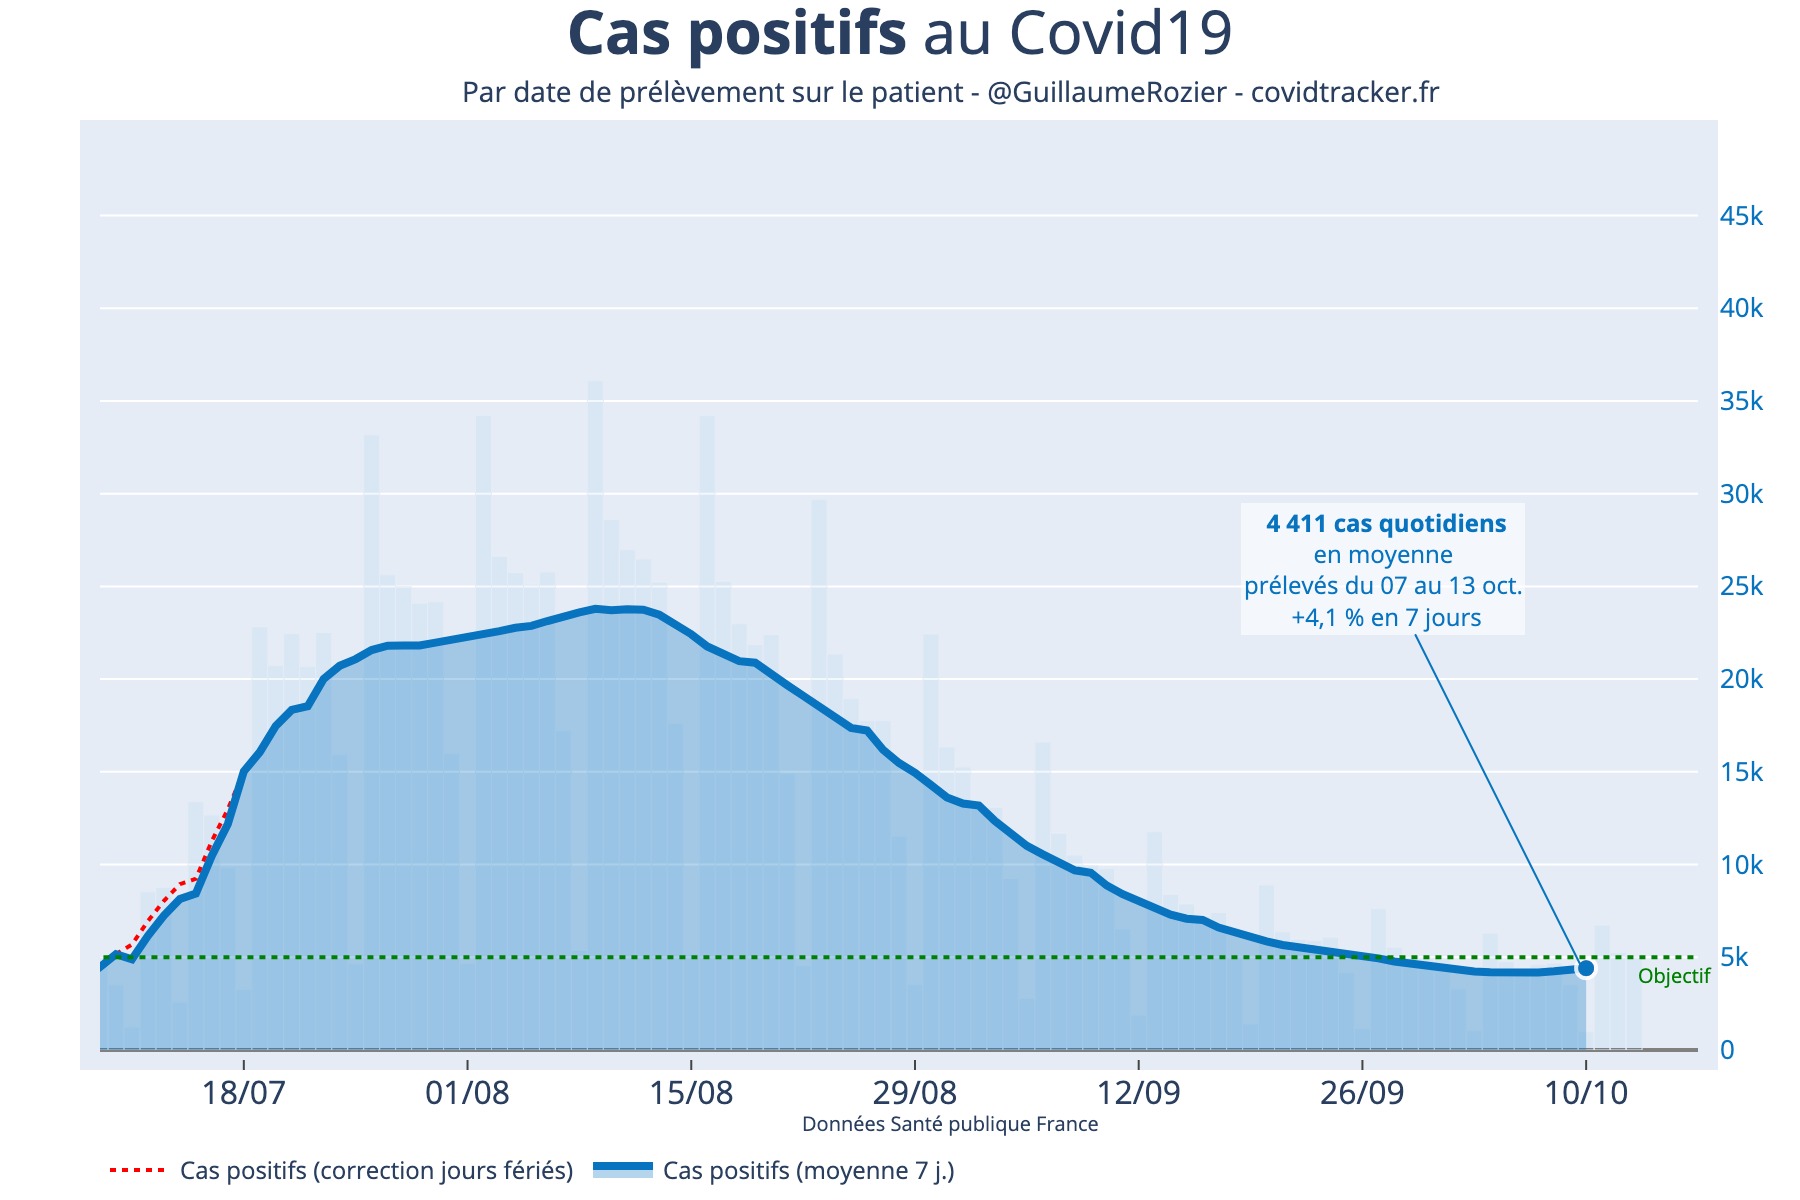 Cas positifs au Covid19
Par date de prélèvement sur le patient - @GuillaumeRozier - covidtracker.fr
45k
40k
35k
30k
25k
20k
15k
10k
5k
0
4 411 cas quotidiens
en moyenne
prélevés du 07 au 13 oct.
+4,1 % en 7 jours
Objectif
18/07 01/08 15/08 29/08 12/09 26/09 10/10
Données Santé publique France
Cas positifs (correction jours fériés) Cas positifs (moyenne 7 j.)